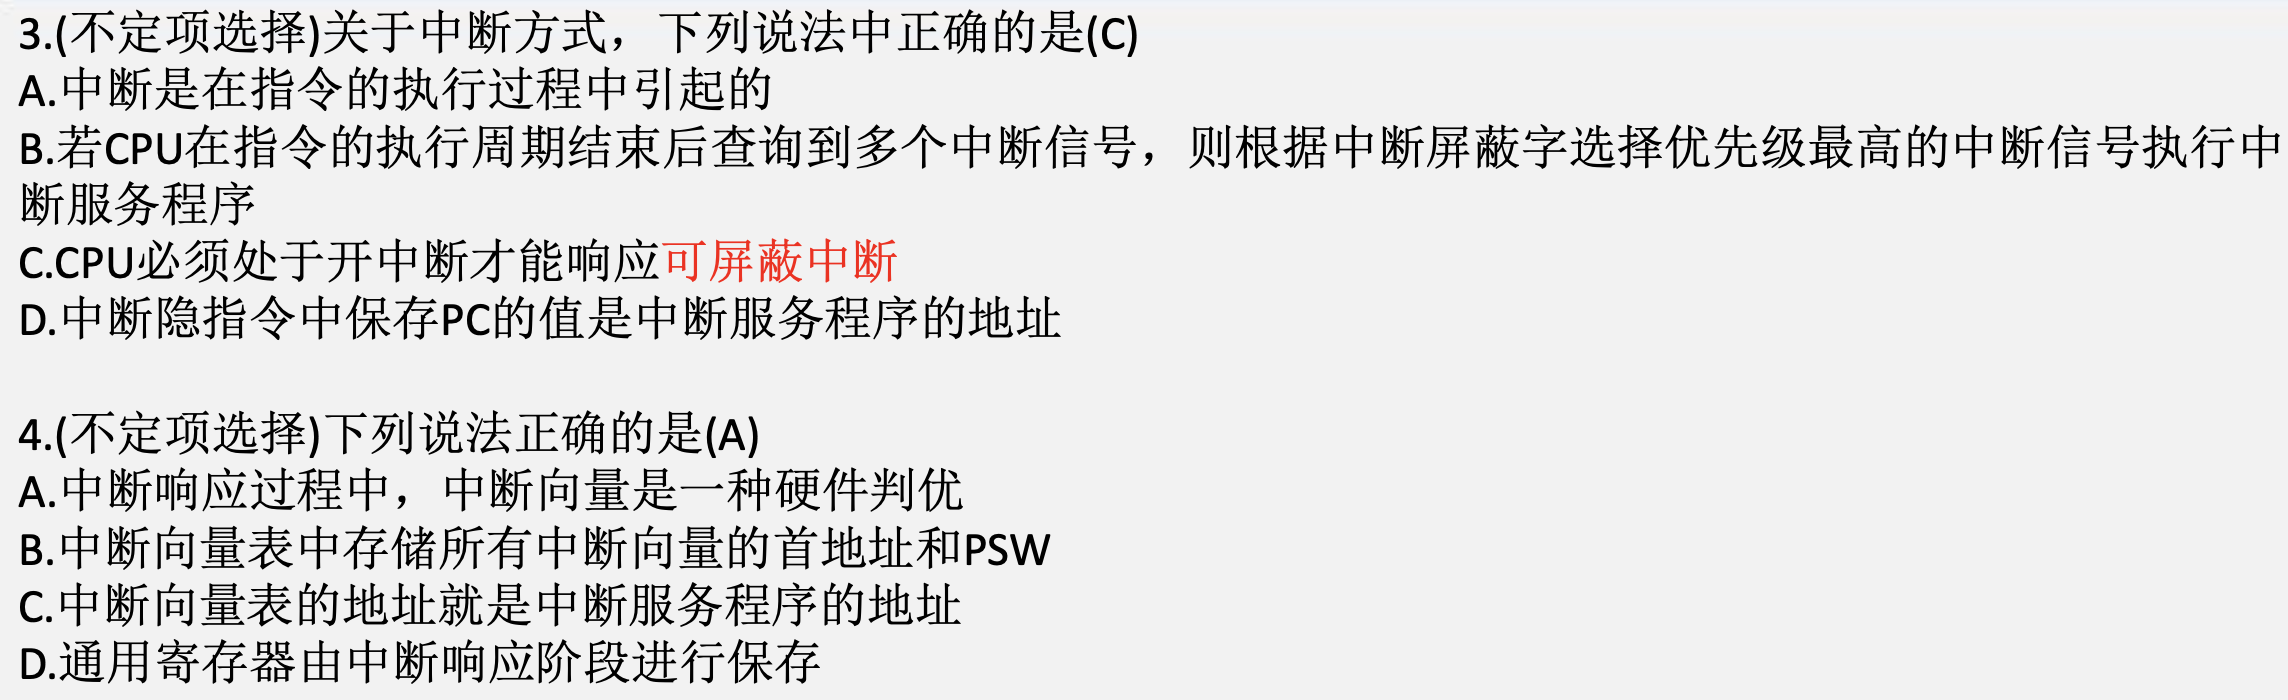 3.(不定项选择)关于中断方式，下列说法中正确的是(C)
A.中断是在指令的执行过程中引起的
B.若CPU在指令的执行周期结束后查询到多个中断信号，则根据中断屏蔽字选择优先级最高的中断信号执行中
断服务程序
C.CPU必须处于开中断才能响应可屏蔽中断
D.中断隐指令中保存PC的值是中断服务程序的地址
4.(不定项选择)下列说法正确的是(A)
A.中断响应过程中，中断向量是一种硬件判优
B.中断向量表中存储所有中断向量的首地址和PSW
C.中断向量表的地址就是中断服务程序的地址
D.通用寄存器由中断响应阶段进行保存